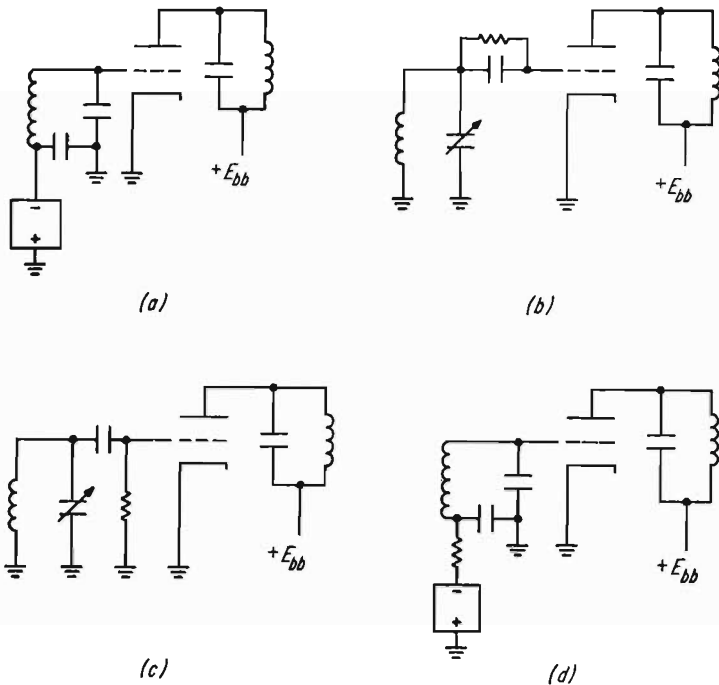 + E_bb
+ E_bb
-
+
(a)
(b)
+ E_bb
+ E_bb
-
+
(c)
(d)